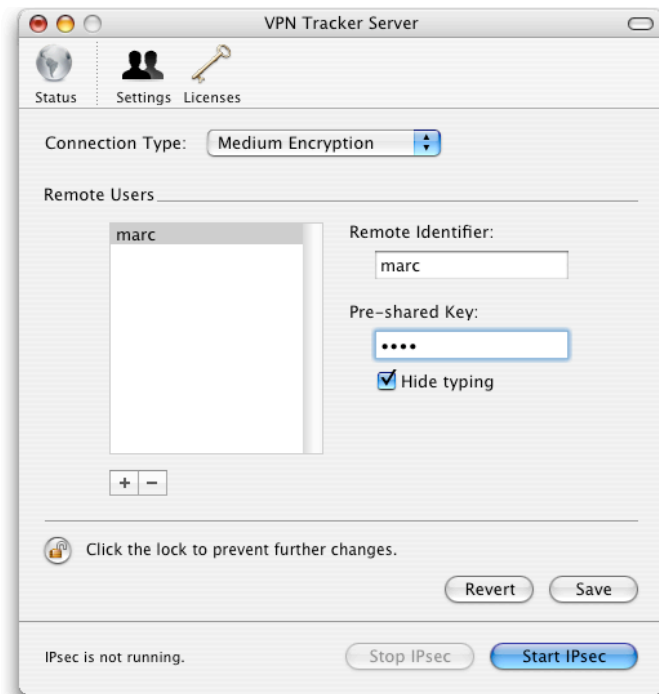 VPN Tracker Server
Status Settings Licenses
Connection Type: Medium Encryption
Remote Users
marc
Remote Identifier:
marc
Pre-shared Key:
••••
Hide typing
+ −
Click the lock to prevent further changes.
Revert Save
IPsec is not running. Stop IPsec Start IPsec